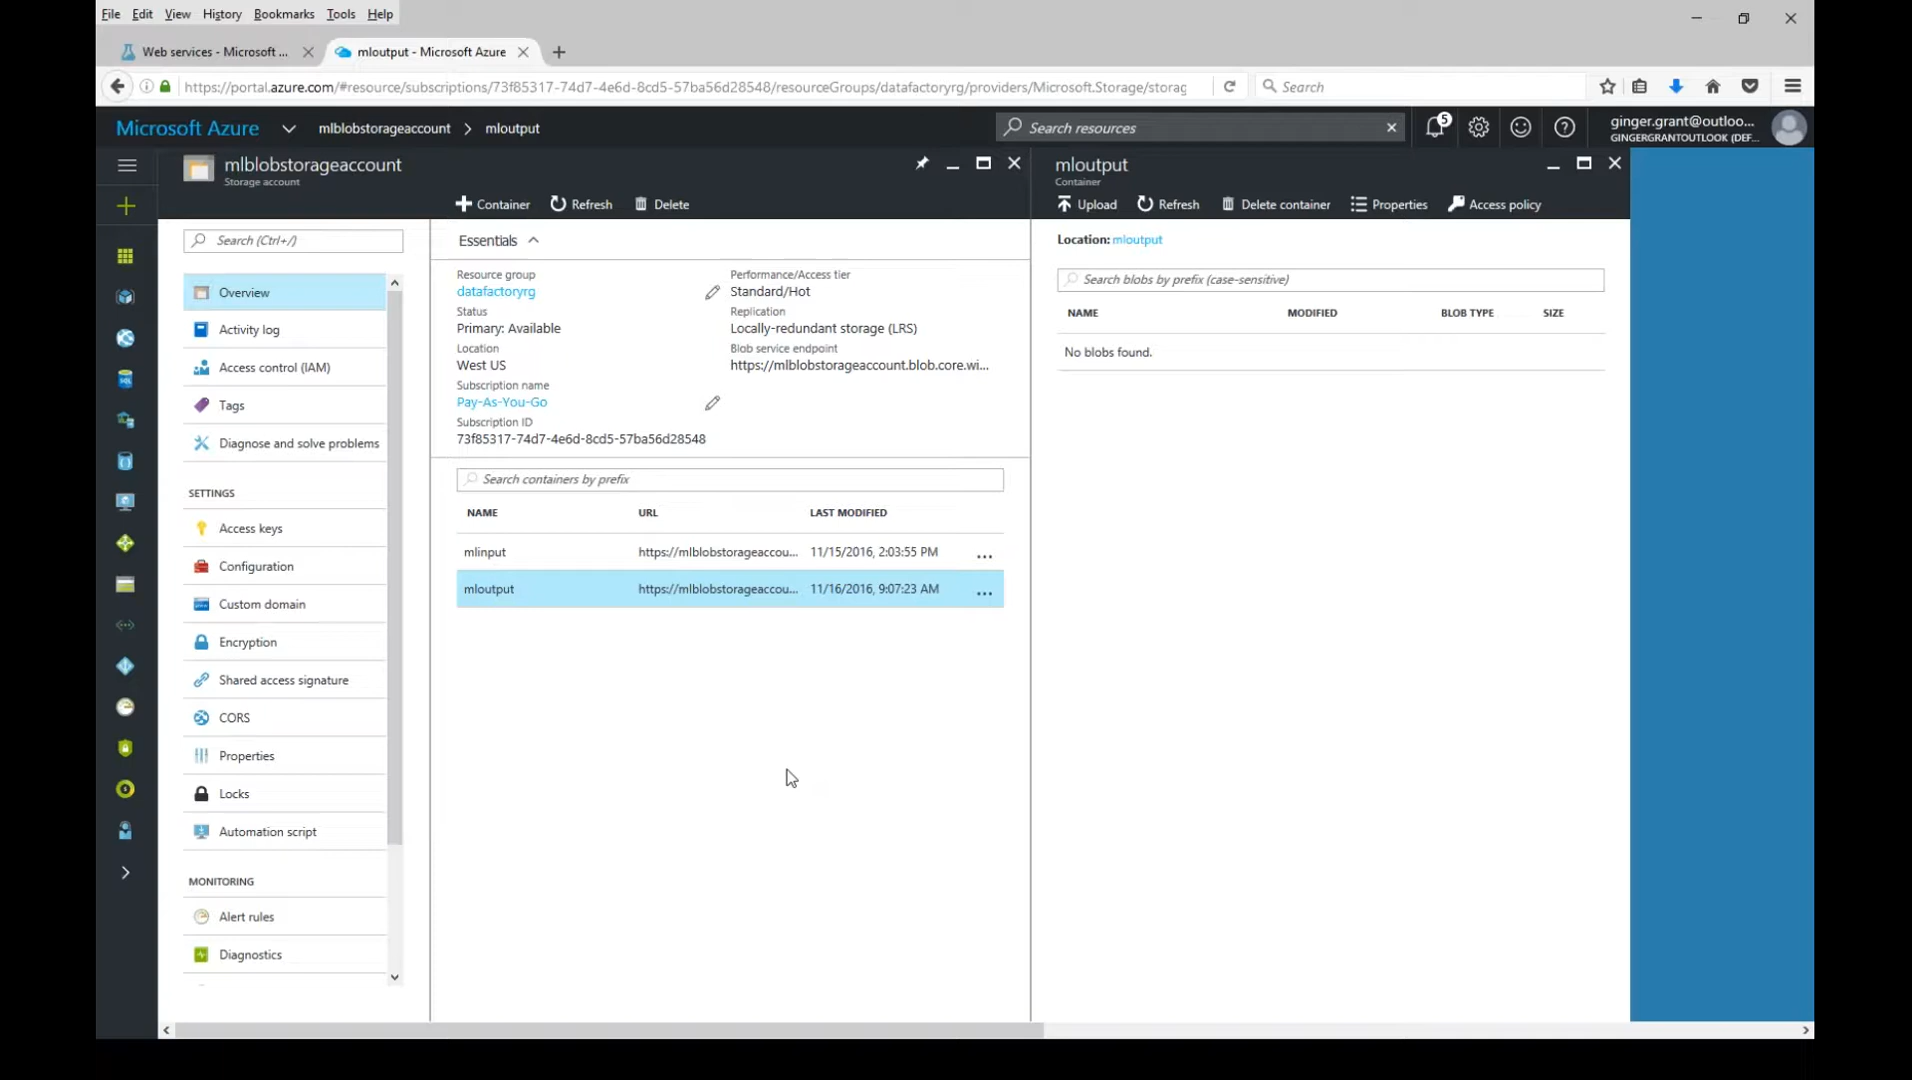 File Edit View History Bookmarks Tools Help
Web services - Microsoft ...
mloutput - Microsoft Azure
https://portal.azure.com/#resource/subscriptions/73f85317-74d7-4e6d-8cd5-57ba56d28548/resourceGroups/datafactoryrg/providers/Microsoft.Storage/storag
Search
Microsoft Azure
mlblobstorageaccount > mloutput
Search resources
5
ginger.grant@outloo...
GINGERGRANTOUTLOOK (DEF...
mlblobstorageaccount
Storage account
Container Refresh Delete
Search (Ctrl+/)
Overview
Activity log
Access control (IAM)
Tags
Diagnose and solve problems
SETTINGS
Access keys
Configuration
Custom domain
Encryption
Shared access signature
CORS
Properties
Locks
Automation script
MONITORING
Alert rules
Diagnostics
Essentials
Resource group
datafactoryrg
Status
Primary: Available
Location
West US
Subscription name
Pay-As-You-Go
Subscription ID
73f85317-74d7-4e6d-8cd5-57ba56d28548
Performance/Access tier
Standard/Hot
Replication
Locally-redundant storage (LRS)
Blob service endpoint
https://mlblobstorageaccount.blob.core.wi...
Search containers by prefix
NAME URL LAST MODIFIED
mlinput https://mlblobstorageaccou... 11/15/2016, 2:03:55 PM ...
mloutput https://mlblobstorageaccou... 11/16/2016, 9:07:23 AM ...
mloutput
Container
Upload Refresh Delete container Properties Access policy
Location: mloutput
Search blobs by prefix (case-sensitive)
NAME MODIFIED BLOB TYPE SIZE
No blobs found.